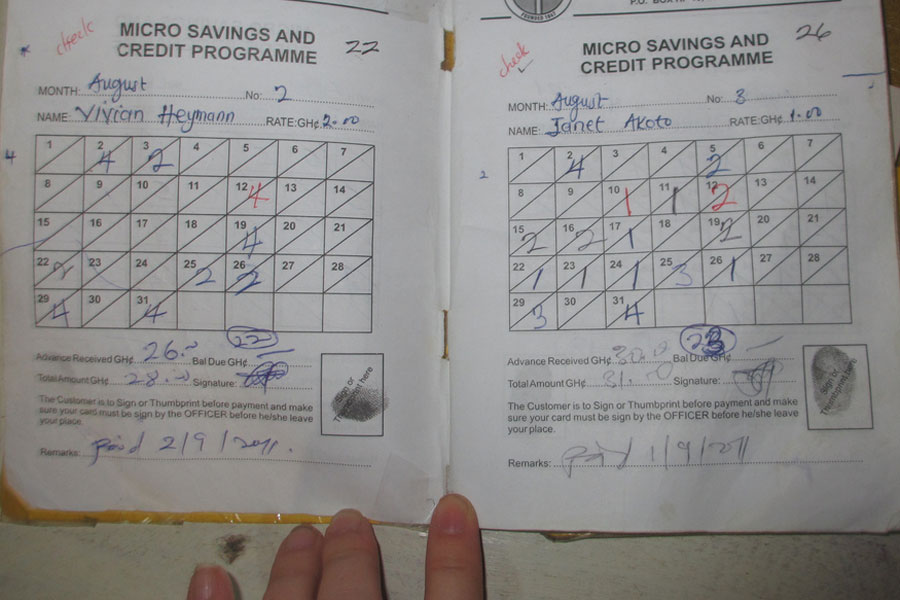 check
MICRO SAVINGS AND
CREDIT PROGRAMME
22
MONTH: August No: 2
NAME: Vivian Heymann RATE:GH¢ 2.00
4
1 2 3 4 5 6 7
4 2
8 9 10 11 12 13 14
4
15 16 17 18 19 20 21
4
22 23 24 25 26 27 28
2 2 2
29 30 31
4 4
22
Advance Received GH¢ 26.- Bal Due GH¢
Total Amount GH¢ 28.- Signature:
The Customer is to Sign or Thumbprint before payment and make
sure your card must be sign by the OFFICER before he/she leave
your place.
Sign or
Thumbprint here
Remarks: paid 2/9/2011.
FOUNDED
P.O. BOX
check
MICRO SAVINGS AND
CREDIT PROGRAMME
26
MONTH: August No: 3
NAME: Janet Akoto RATE:GH¢ 1.00
2
1 2 3 4 5 6 7
4 2
8 9 10 11 12 13 14
1 1 2
15 16 17 18 19 20 21
2 2 1 2
22 23 24 25 26 27 28
1 1 1 3 1
29 30 31
3 4
Advance Received GH¢ Bal Due GH¢
Total Amount GH¢ 31. Signature:
The Customer is to Sign or Thumbprint before payment and make
sure your card must be sign by the OFFICER before he/she leave
your place.
Sign or
Thumbprint here
Remarks: paid 1/9/2011